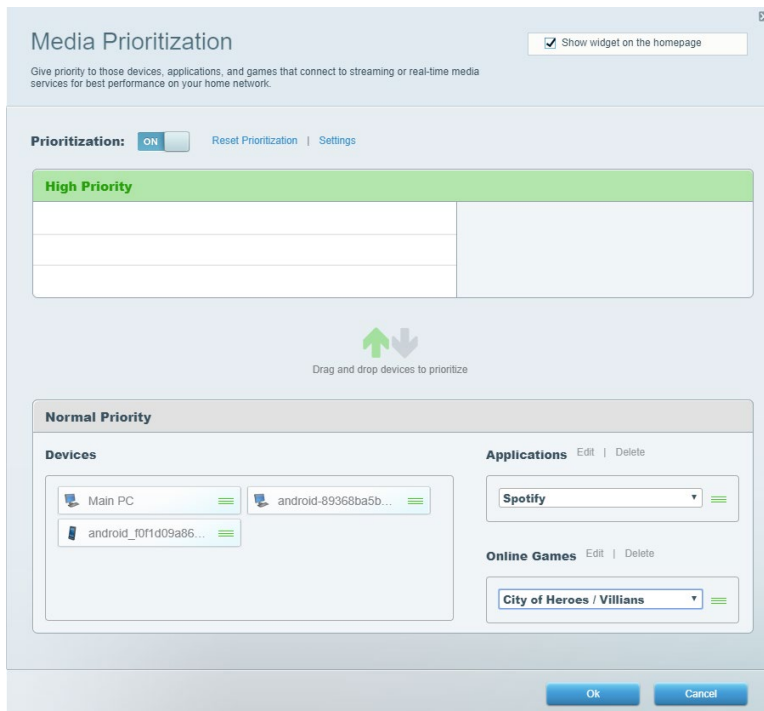 Media Prioritization
Show widget on the homepage
Give priority to those devices, applications, and games that connect to streaming or real-time media
services for best performance on your home network.
Prioritization: ON Reset Prioritization | Settings
High Priority
Drag and drop devices to prioritize
Normal Priority
Devices
Main PC
android-89368ba5b...
android_f0f1d09a86...
Applications Edit | Delete
Spotify
Online Games Edit | Delete
City of Heroes / Villians
Ok
Cancel